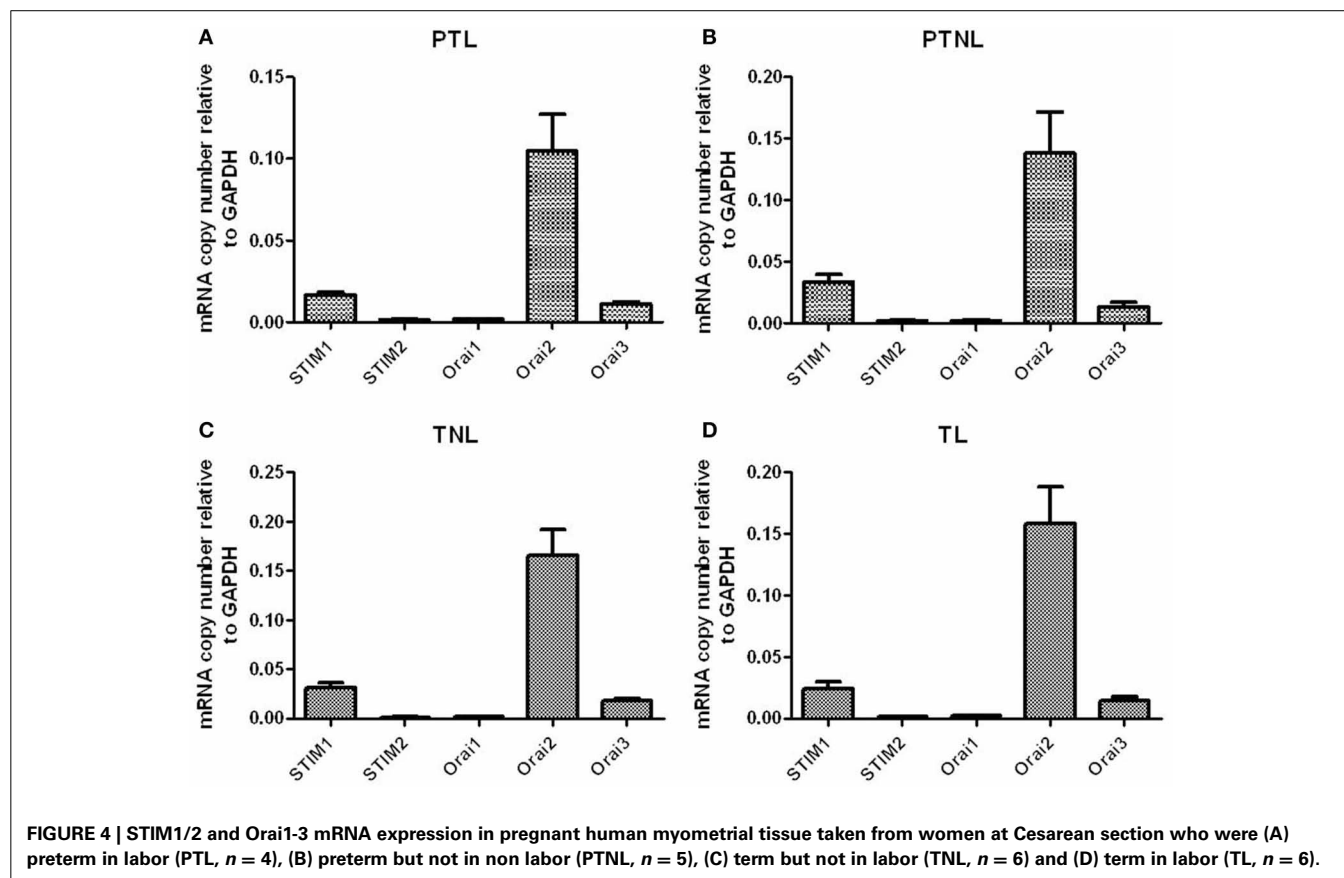 A
PTL
mRNA copy number relative
to GAPDH
0.15
0.10
0.05
0.00
STIM1
STIM2
Orai1
Orai2
Orai3
B
PTNL
mRNA copy number relative
to GAPDH
0.20
0.15
0.10
0.05
0.00
STIM1
STIM2
Orai1
Orai2
Orai3
C
TNL
mRNA copy number relative
to GAPDH
0.25
0.20
0.15
0.10
0.05
0.00
STIM1
STIM2
Orai1
Orai2
Orai3
D
TL
mRNA copy number relative
to GAPDH
0.20
0.15
0.10
0.05
0.00
STIM1
STIM2
Orai1
Orai2
Orai3
FIGURE 4 | STIM1/2 and Orai1-3 mRNA expression in pregnant human myometrial tissue taken from women at Cesarean section who were (A)
preterm in labor (PTL, n = 4), (B) preterm but not in non labor (PTNL, n = 5), (C) term but not in labor (TNL, n = 6) and (D) term in labor (TL, n = 6).